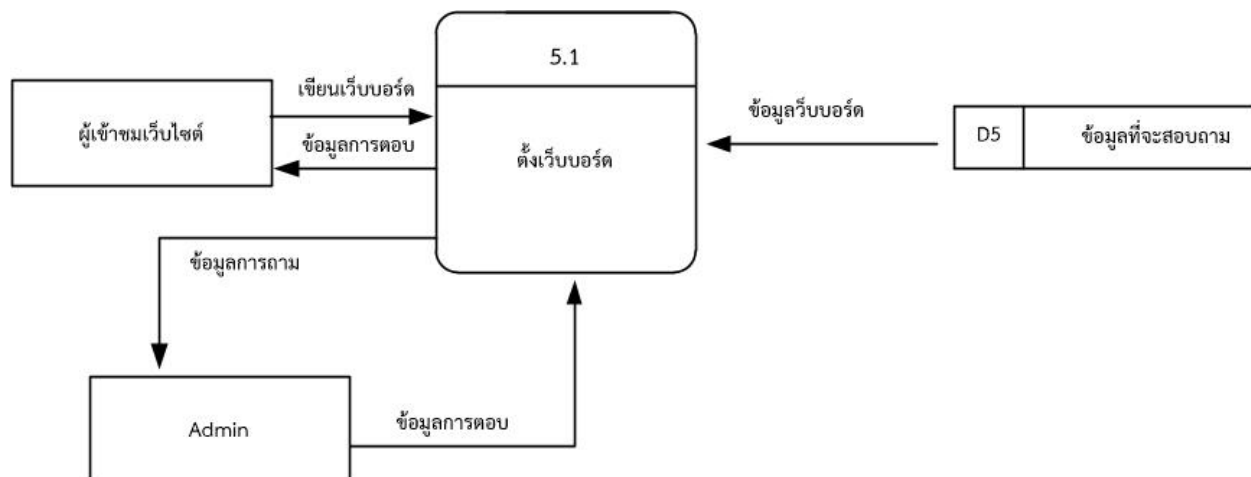 5.1
ผู้เข้าชมเว็บไซต์
เขียนเว็บบอร์ด
ข้อมูลการตอบ
ตั้งเว็บบอร์ด
ข้อมูลว็บบอร์ด
D5
ข้อมูลที่จะสอบถาม
ข้อมูลการถาม
Admin
ข้อมูลการตอบ